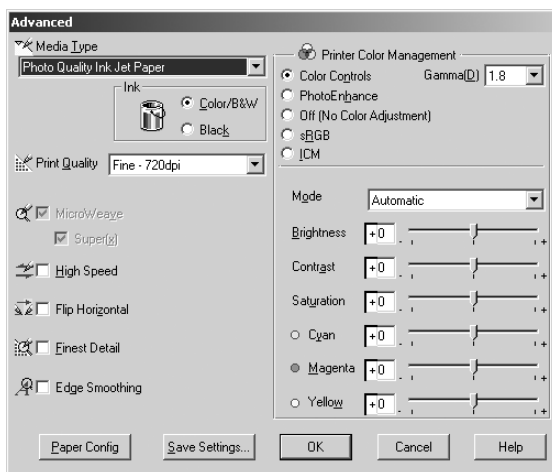 Advanced
Media Type
Photo Quality Ink Jet Paper
Ink
Color/B&W
Black
Print Quality
Fine - 720dpi
MicroWeave
Super(x)
High Speed
Flip Horizontal
Finest Detail
Edge Smoothing
Printer Color Management
Color Controls
Gamma(D)
1.8
PhotoEnhance
Off (No Color Adjustment)
sRGB
ICM
Mode
Automatic
Brightness +0 - +
Contrast +0 - +
Saturation +0 - +
Cyan +0 - +
Magenta +0 - +
Yellow +0 - +
Paper Config
Save Settings...
OK
Cancel
Help